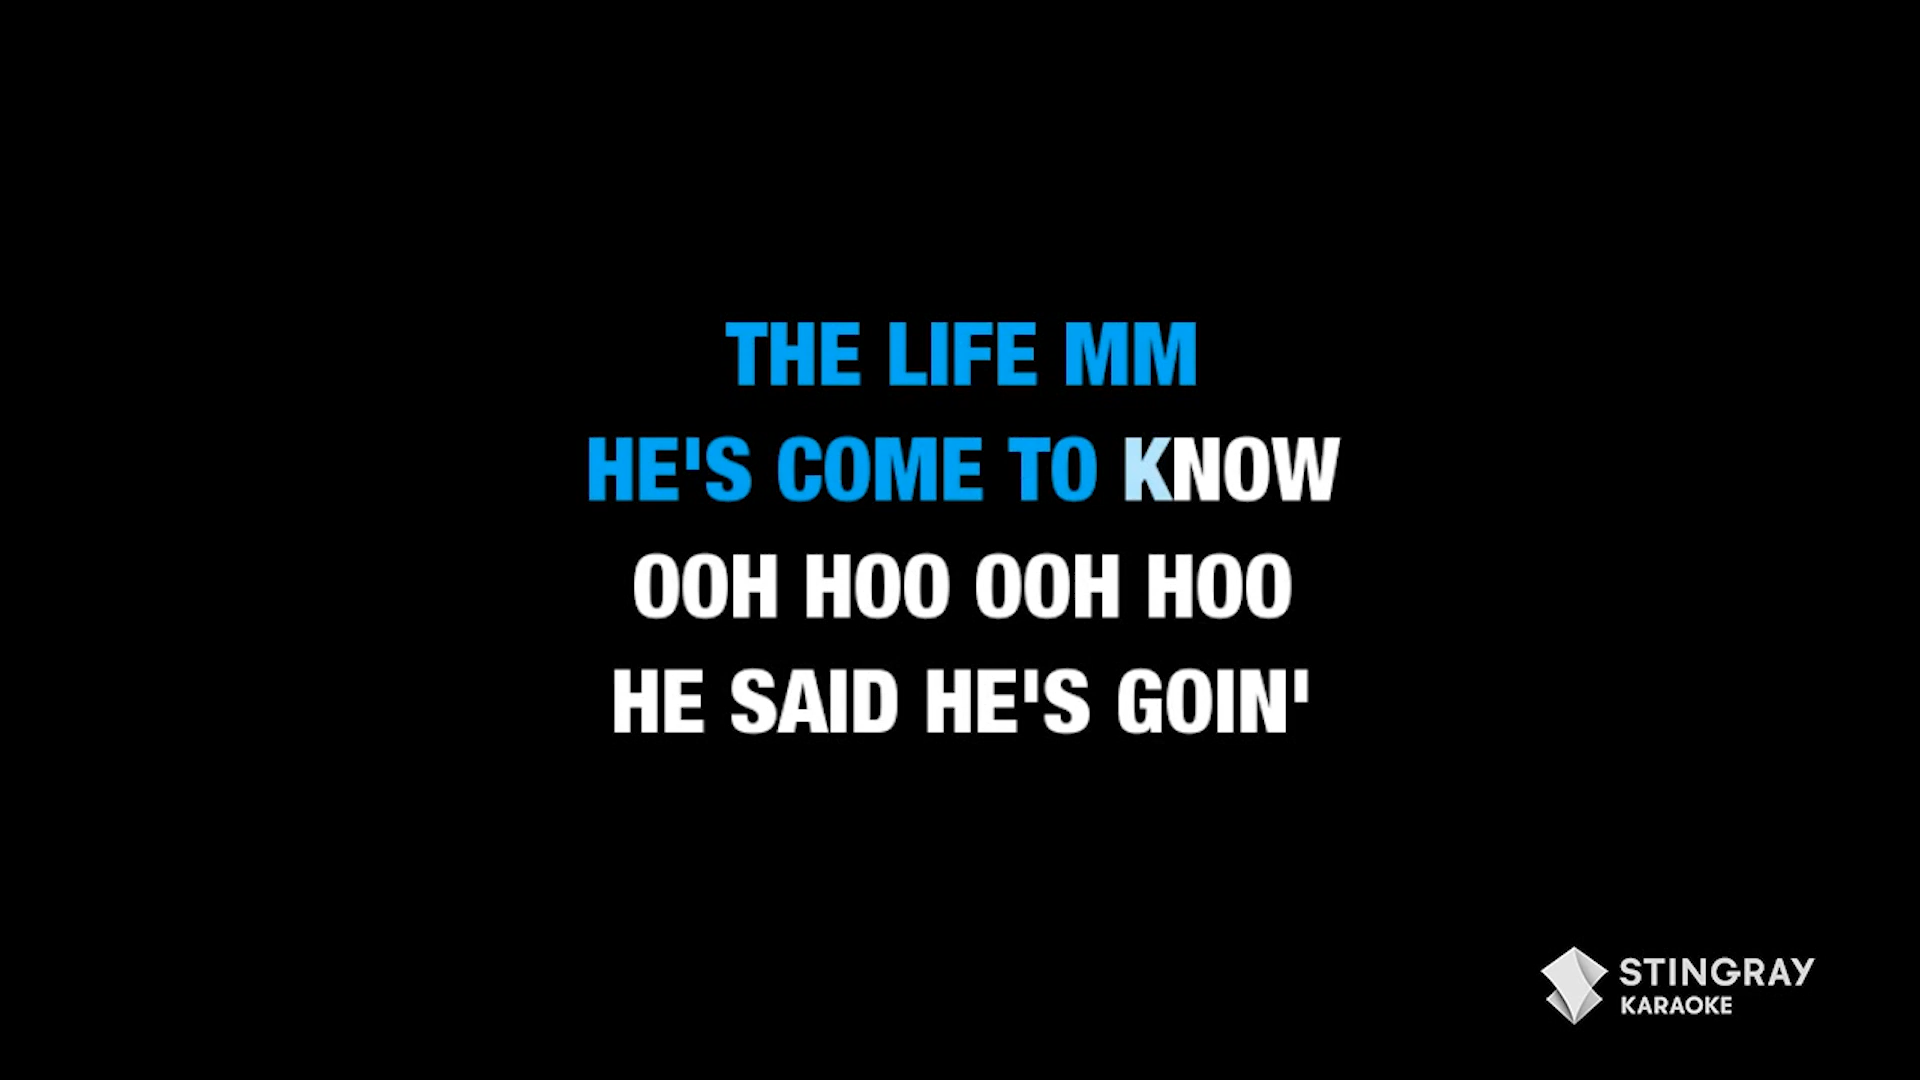 THE LIFE MM
HE'S COME TO KNOW
OOH HOO OOH HOO
HE SAID HE'S GOIN'
STINGRAY
KARAOKE